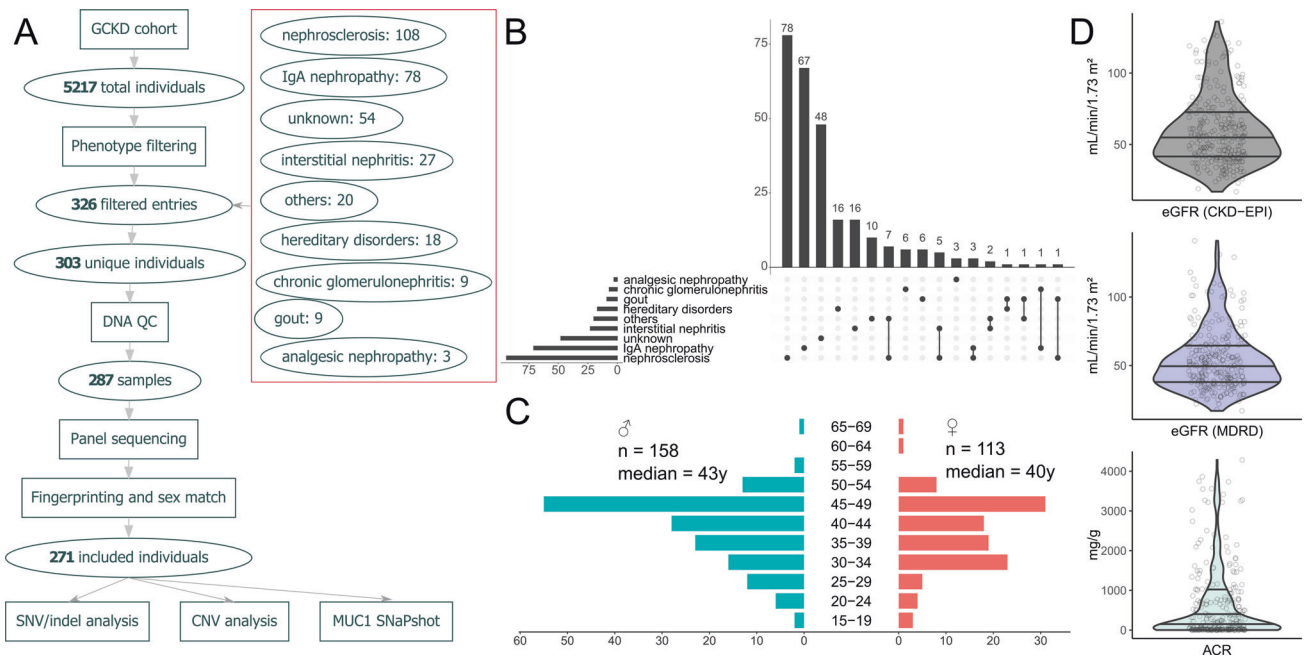 A
GCKD cohort
5217 total individuals
Phenotype filtering
326 filtered entries
303 unique individuals
DNA QC
287 samples
Panel sequencing
Fingerprinting and sex match
271 included individuals
SNV/indel analysis
CNV analysis
MUC1 SNaPshot
nephrosclerosis: 108
IgA nephropathy: 78
unknown: 54
interstitial nephritis: 27
others: 20
hereditary disorders: 18
chronic glomerulonephritis: 9
gout: 9
analgesic nephropathy: 3
B
75
50
25
0
78
67
48
16
16
10
7
6
6
5
3
3
2
1
1
1
1
analgesic nephropathy
chronic glomerulonephritis
gout
hereditary disorders
others
interstitial nephritis
unknown
IgA nephropathy
nephrosclerosis
75
50
25
0
C
♂
n = 158
median = 43y
♀
n = 113
median = 40y
65−69
60−64
55−59
50−54
45−49
40−44
35−39
30−34
25−29
20−24
15−19
60
50
40
30
20
10
0
0
10
20
30
D
mL/min/1.73 m²
100
50
eGFR (CKD−EPI)
mL/min/1.73 m²
100
50
eGFR (MDRD)
mg/g
4000
3000
2000
1000
0
ACR